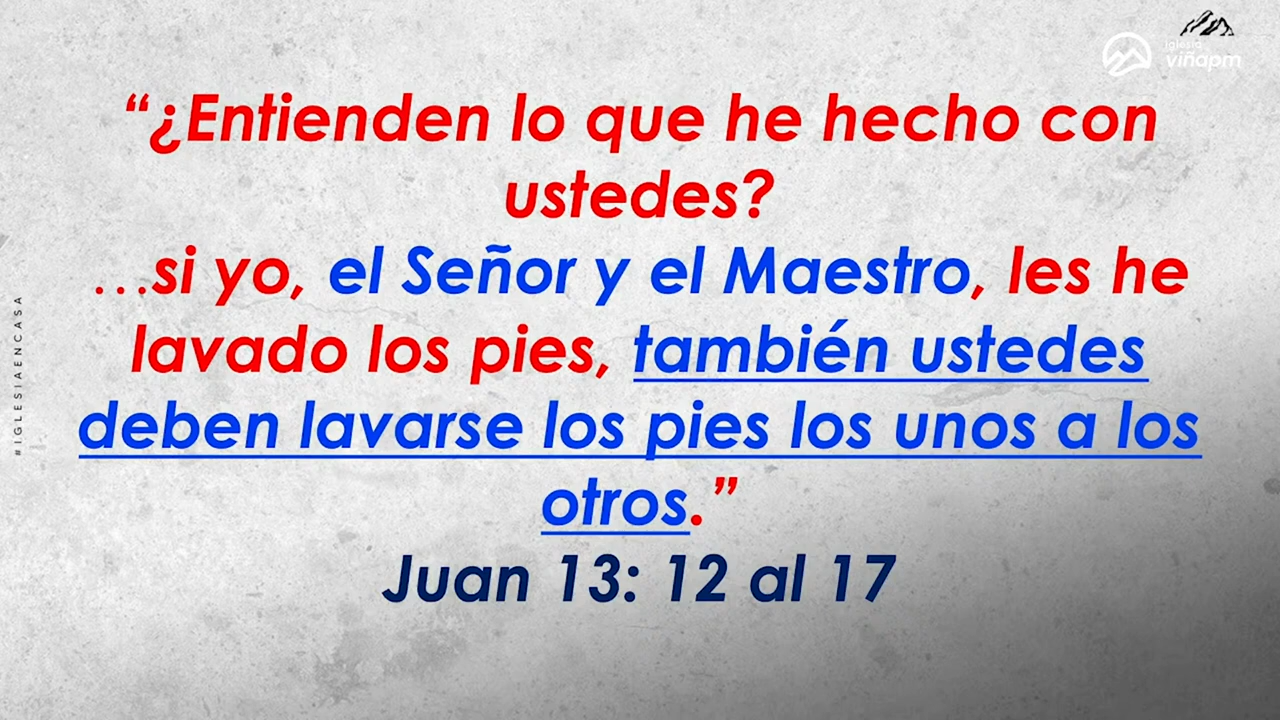 iglesia
viñapm
“¿Entienden lo que he hecho con
ustedes?
...si yo, el Señor y el Maestro, les he
lavado los pies, también ustedes
deben lavarse los pies los unos a los
otros.”
Juan 13: 12 al 17
#IGLESIAENCASA